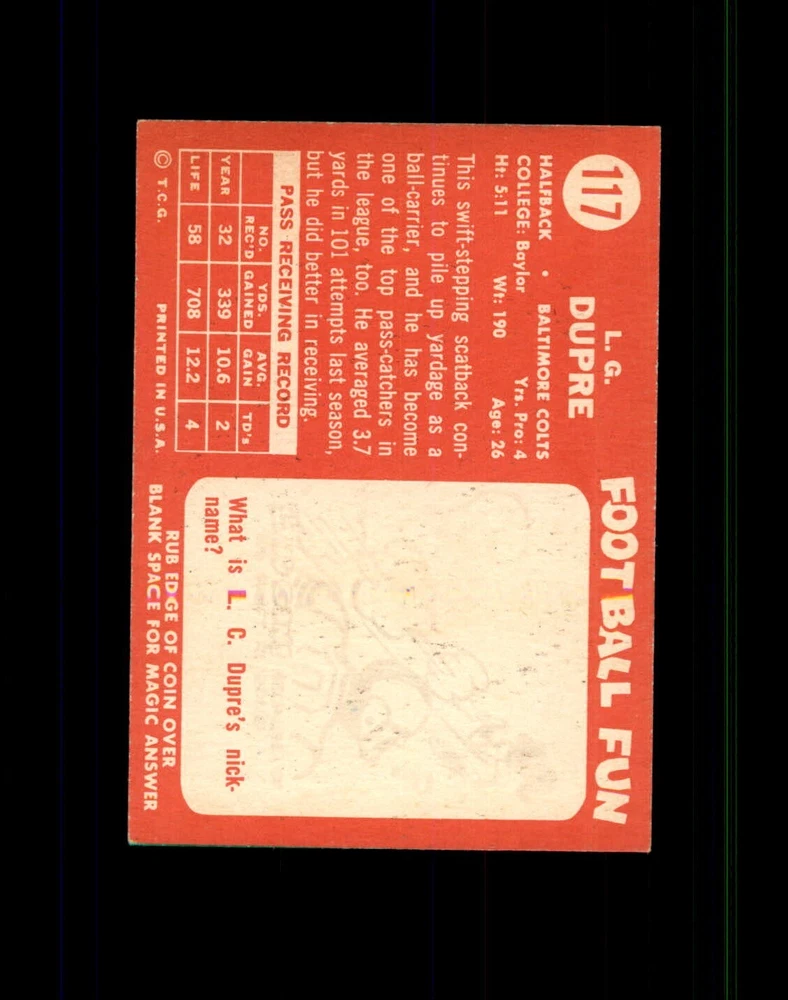 117
L. G.
DUPRE
HALFBACK • BALTIMORE COLTS
COLLEGE: Baylor Yrs. Pro: 4
Ht: 5:11 Wt: 190 Age: 26
This swift-stepping scatback con-
tinues to pile up yardage as a
ball-carrier, and he has become
one of the top pass-catchers in
the league, too. He averaged 3.7
yards in 101 attempts last season,
but he did better in receiving.
PASS RECEIVING RECORD
NO. REC'D YDS. GAINED AVG. GAIN TD's
YEAR 32 339 10.6 2
LIFE 58 708 12.2 4
© T.C.G. PRINTED IN U.S.A.
FOOTBALL FUN
What is L. C. Dupre's nick-
name?
RUB EDGE OF COIN OVER
BLANK SPACE FOR MAGIC ANSWER